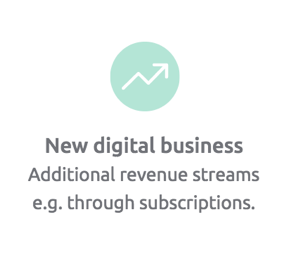 New digital business
Additional revenue streams
e.g. through subscriptions.